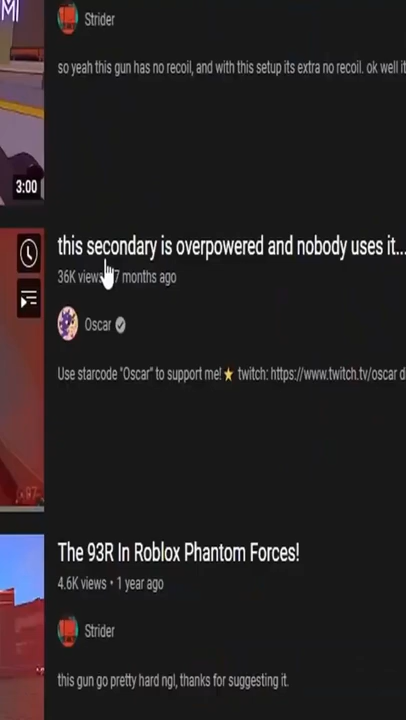 Strider
so yeah this gun has no recoil, and with this setup its extra no recoil. ok well it
3:00
this secondary is overpowered and nobody uses it...
36K views 7 months ago
Oscar
Use starcode "Oscar" to support me! ⭐ twitch: https://www.twitch.tv/oscar d
The 93R In Roblox Phantom Forces!
4.6K views • 1 year ago
Strider
this gun go pretty hard ngl, thanks for suggesting it.